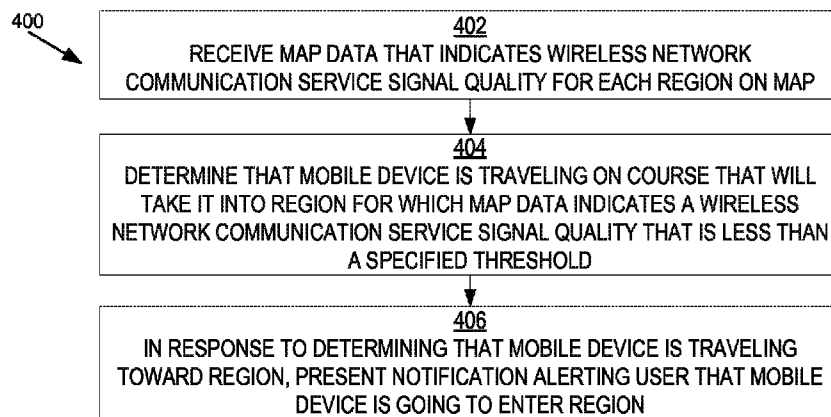 400
402
RECEIVE MAP DATA THAT INDICATES WIRELESS NETWORK
COMMUNICATION SERVICE SIGNAL QUALITY FOR EACH REGION ON MAP
404
DETERMINE THAT MOBILE DEVICE IS TRAVELING ON COURSE THAT WILL
TAKE IT INTO REGION FOR WHICH MAP DATA INDICATES A WIRELESS
NETWORK COMMUNICATION SERVICE SIGNAL QUALITY THAT IS LESS THAN
A SPECIFIED THRESHOLD
406
IN RESPONSE TO DETERMINING THAT MOBILE DEVICE IS TRAVELING
TOWARD REGION, PRESENT NOTIFICATION ALERTING USER THAT MOBILE
DEVICE IS GOING TO ENTER REGION